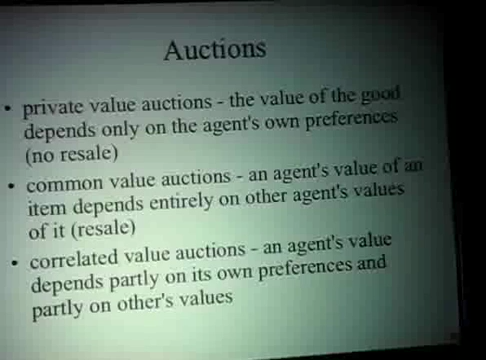 Auctions
• private value auctions - the value of the good
depends only on the agent's own preferences
(no resale)
• common value auctions - an agent's value of an
item depends entirely on other agent's values
of it (resale)
• correlated value auctions - an agent's value
depends partly on its own preferences and
partly on other's values